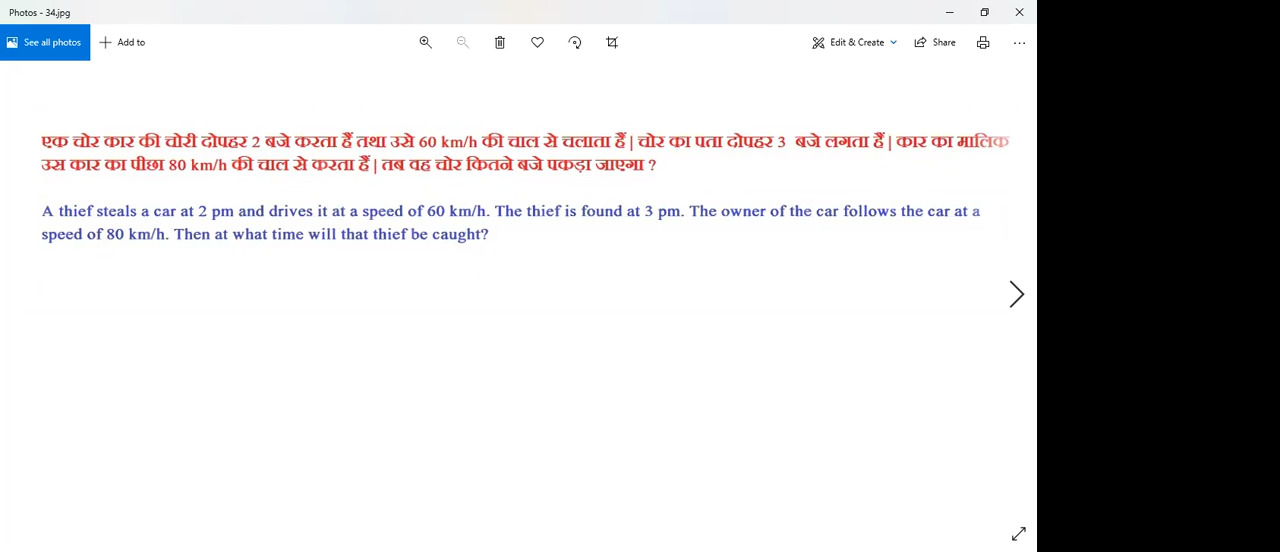 Photos - 34.jpg
See all photos
Add to
Edit & Create
Share
एक चोर कार की चोरी दोपहर 2 बजे करता हैं तथा उसे 60 km/h की चाल से चलाता हैं | चोर का पता दोपहर 3 बजे लगता हैं | कार का मालिक
उस कार का पीछा 80 km/h की चाल से करता हैं | तब वह चोर कितने बजे पकड़ा जाएगा ?
A thief steals a car at 2 pm and drives it at a speed of 60 km/h. The thief is found at 3 pm. The owner of the car follows the car at a
speed of 80 km/h. Then at what time will that thief be caught?